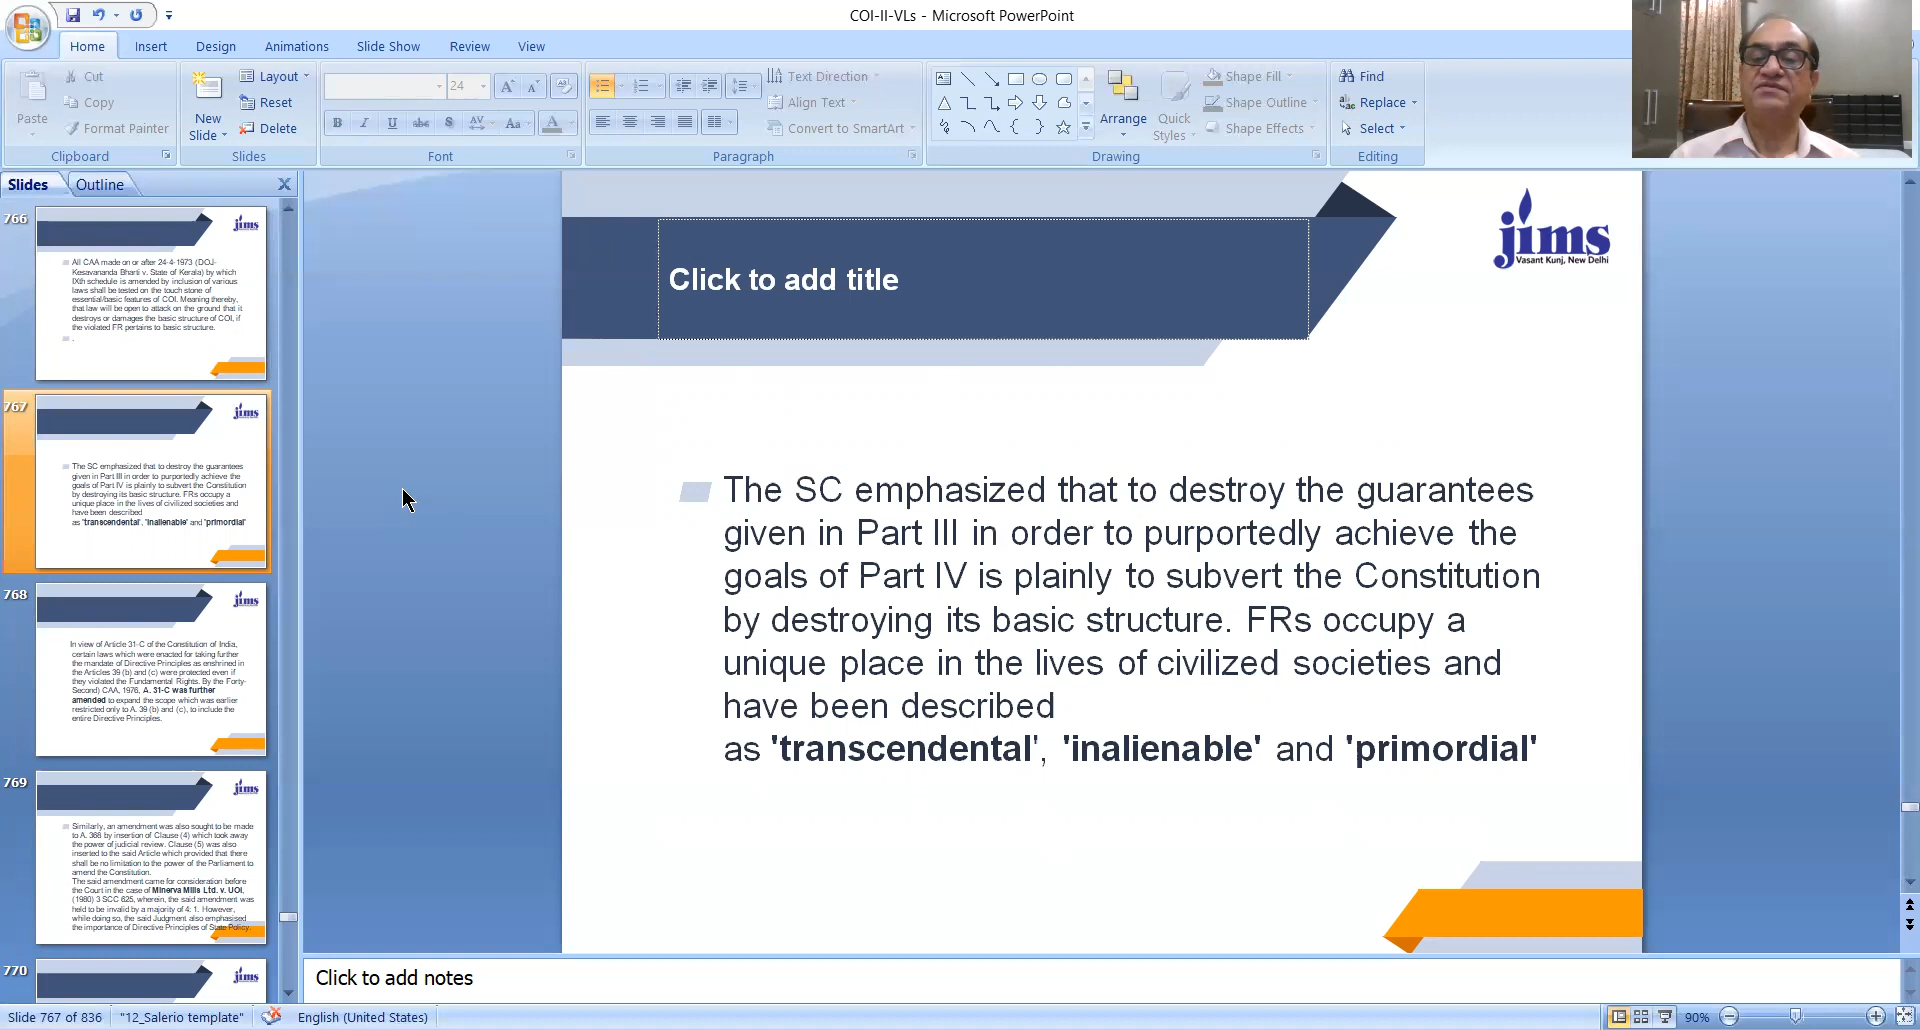 COI-II-VLs - Microsoft PowerPoint
Home Insert Design Animations Slide Show Review View
Paste
Cut
Copy
Format Painter
Clipboard
New
Slide
Layout
Reset
Delete
Slides
24
Font
Text Direction
Align Text
Convert to SmartArt
Paragraph
Arrange
Quick
Styles
Shape Fill
Shape Outline
Shape Effects
Drawing
Find
Replace
Select
Editing
Slides Outline
766
jims
All CAA made on or after 24-4-1973 (DOJ-
Kesavananda Bharti v. State of Kerala) by which
IXth schedule is amended by inclusion of various
laws shall be tested on the touch stone of
essential/basic features of COI. Meaning thereby,
that law will be open to attack on the ground that it
destroys or damages the basic structure of COI, if
the violated FR pertains to basic structure.
.
767
jims
The SC emphasized that to destroy the guarantees
given in Part III in order to purportedly achieve the
goals of Part IV is plainly to subvert the Constitution
by destroying its basic structure. FRs occupy a
unique place in the lives of civilized societies and
have been described
as 'transcendental', 'inalienable' and 'primordial'
768
jims
In view of Article 31-C of the Constitution of India,
certain laws which were enacted for taking further
the mandate of Directive Principles as enshrined in
the Articles 39 (b) and (c) were protected even if
they violated the Fundamental Rights. By the Forty-
Second) CAA, 1976, A. 31-C was further
amended to expand the scope which was earlier
restricted only to A. 39 (b) and (c), to include the
entire Directive Principles.
769
jims
Similarly, an amendment was also sought to be made
to A. 368 by insertion of Clause (4) which took away
the power of judicial review. Clause (5) was also
inserted to the said Article which provided that there
shall be no limitation to the power of the Parliament to
amend the Constitution.
The said amendment came for consideration before
the Court in the case of Minerva Mills Ltd. v. UOI,
(1980) 3 SCC 625, wherein, the said amendment was
held to be invalid by a majority of 4: 1. However,
while doing so, the said Judgment also emphasised
the importance of Directive Principles of State Policy.
770
jims
Click to add title
jims
Vasant Kunj, New Delhi
The SC emphasized that to destroy the guarantees
given in Part III in order to purportedly achieve the
goals of Part IV is plainly to subvert the Constitution
by destroying its basic structure. FRs occupy a
unique place in the lives of civilized societies and
have been described
as 'transcendental', 'inalienable' and 'primordial'
Click to add notes
Slide 767 of 836 "12_Salerio template" English (United States) 90%